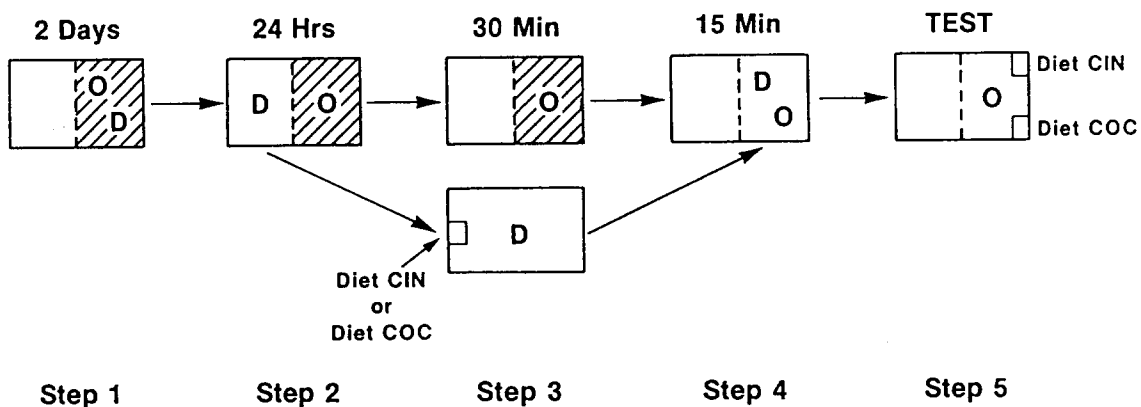 2 Days
24 Hrs
30 Min
15 Min
TEST
O
D
D
O
O
D
O
O
Diet CIN
Diet COC
D
Diet CIN
or
Diet COC
Step 1
Step 2
Step 3
Step 4
Step 5